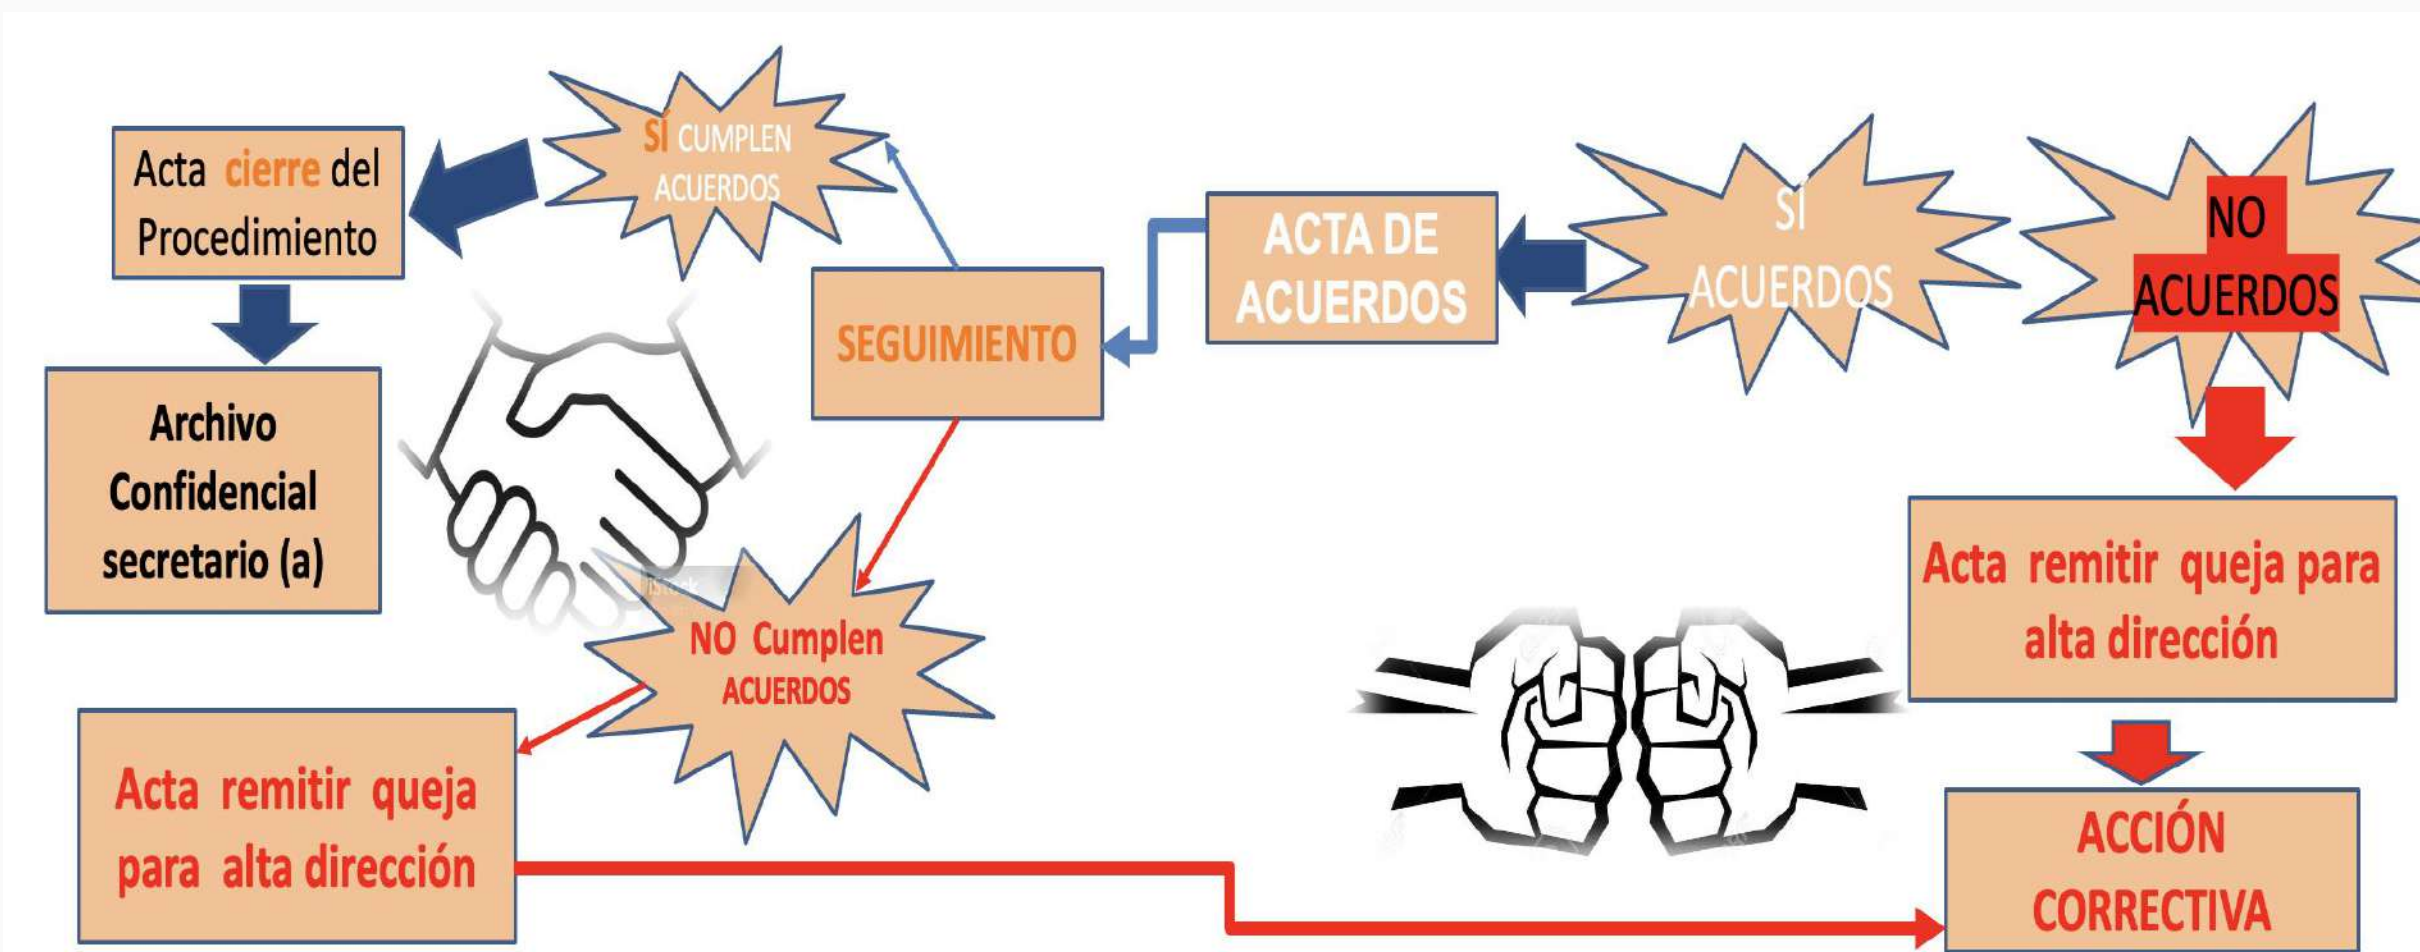 SÍ CUMPLEN
ACUERDOS
Acta cierre del
Procedimiento
Archivo
Confidencial
secretario (a)
SEGUIMIENTO
ACTA DE
ACUERDOS
SÍ
ACUERDOS
NO
ACUERDOS
NO Cumplen
ACUERDOS
Acta remitir queja
para alta dirección
Acta remitir queja para
alta dirección
ACCIÓN
CORRECTIVA
iStock